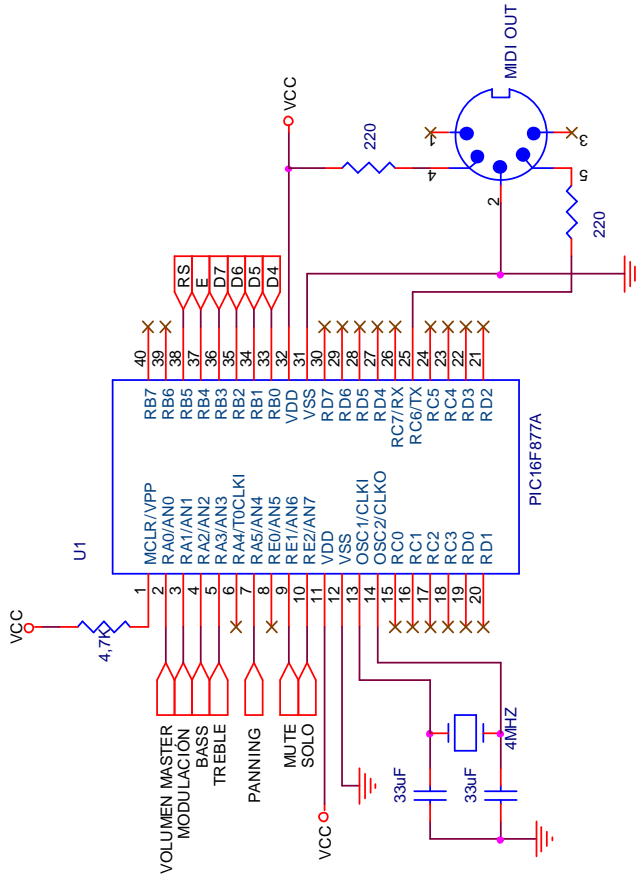 U1
PIC16F877A
VCC
4,7K
VOLUMEN MASTER
MODULACIÓN
BASS
TREBLE
PANNING
MUTE
SOLO
VCC
1 MCLR/VPP
2 RA0/AN0
3 RA1/AN1
4 RA2/AN2
5 RA3/AN3
6 RA4/T0CLKI
7 RA5/AN4
8 RE0/AN5
9 RE1/AN6
10 RE2/AN7
11 VDD
12 VSS
13 OSC1/CLKI
14 OSC2/CLKO
15 RC0
16 RC1
17 RC2
18 RC3
19 RD0
20 RD1
33uF
33uF
4MHZ
RB7 40
RB6 39
RB5 38 RS
RB4 37 E
RB3 36 D7
RB2 35 D6
RB1 34 D5
RB0 33 D4
VDD 32
VSS 31
RD7 30
RD6 29
RD5 28
RD4 27
RC7/RX 26
RC6/TX 25
RC5 24
RC4 23
RD3 22
RD2 21
VCC
220
220
1
4
2
5
3
MIDI OUT